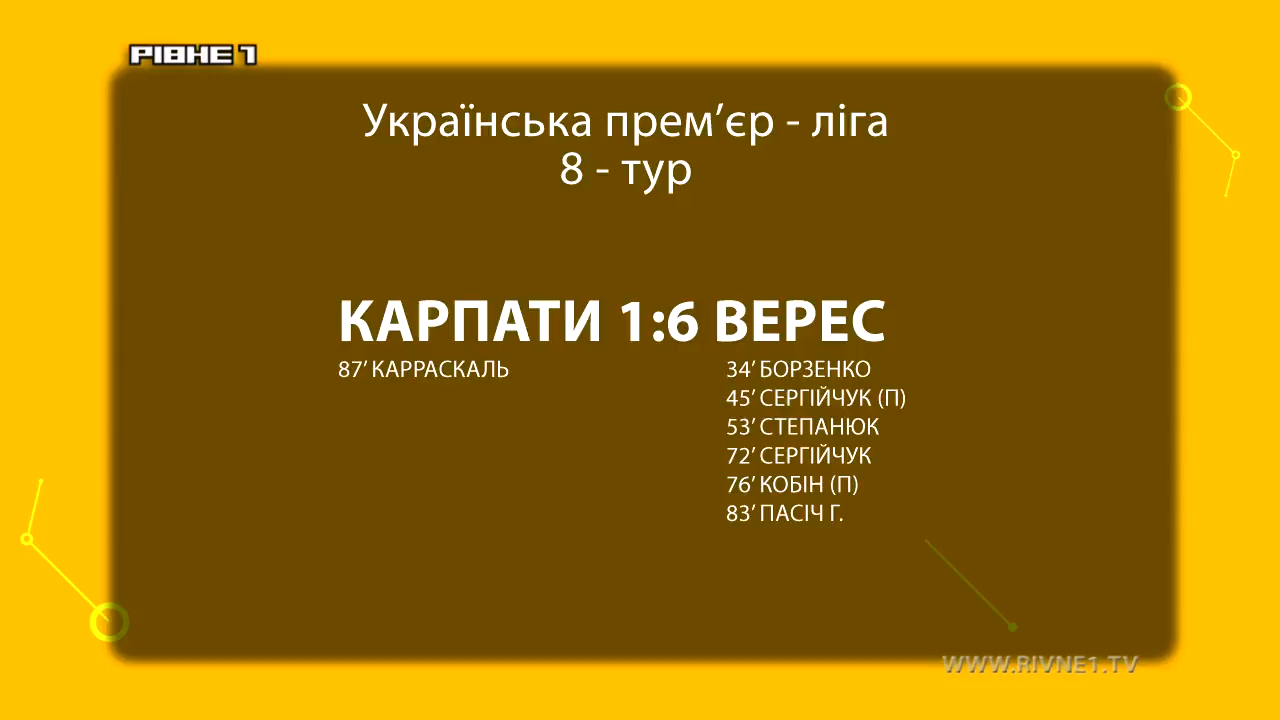 РІВНЕ 1
Українська прем’єр - ліга
8 - тур
КАРПАТИ 1:6 ВЕРЕС
87’ КАРРАСКАЛЬ
34’ БОРЗЕНКО
45’ СЕРГІЙЧУК (П)
53’ СТЕПАНЮК
72’ СЕРГІЙЧУК
76’ КОБІН (П)
83’ ПАСІЧ Г.
WWW.RIVNE1.TV